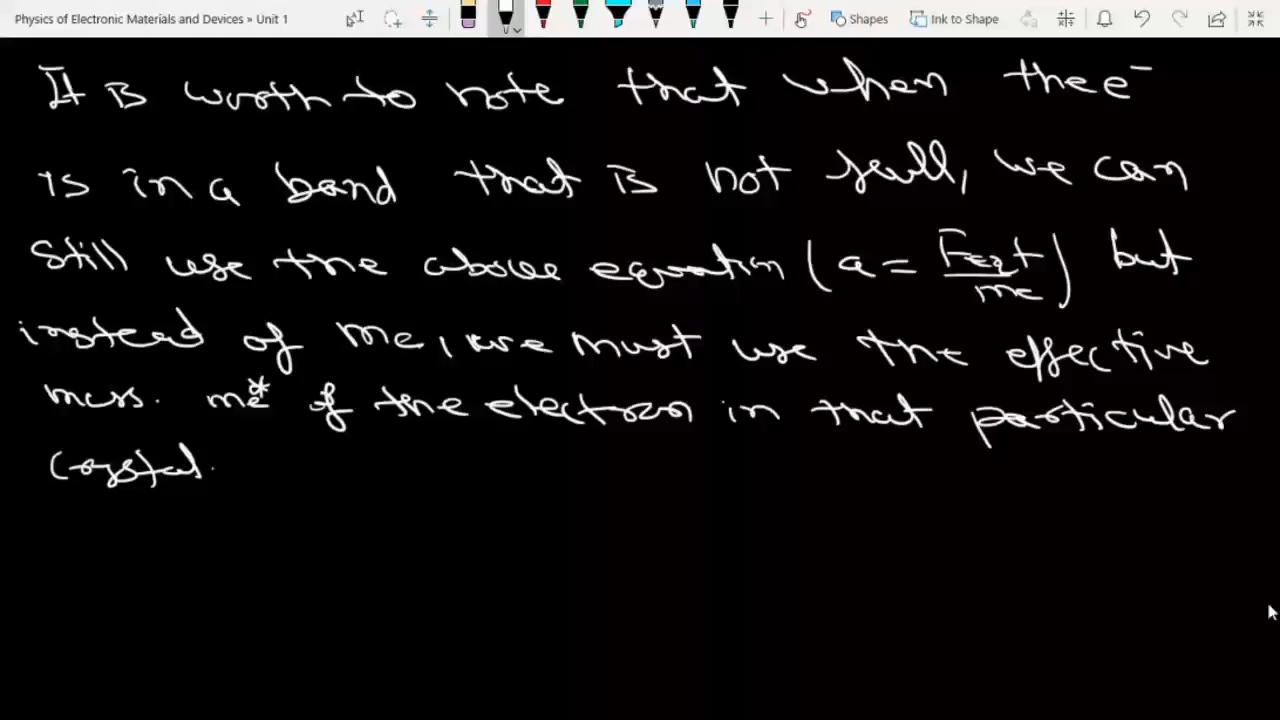 Physics of Electronic Materials and Devices » Unit 1
Shapes
Ink to Shape
It is worth to note that when the e⁻
is in a band that is not full, we can
still use the above equation (a = Fext/me) but
instead of me, we must use the effective
mass. me* of the electron in that particular
crystal.